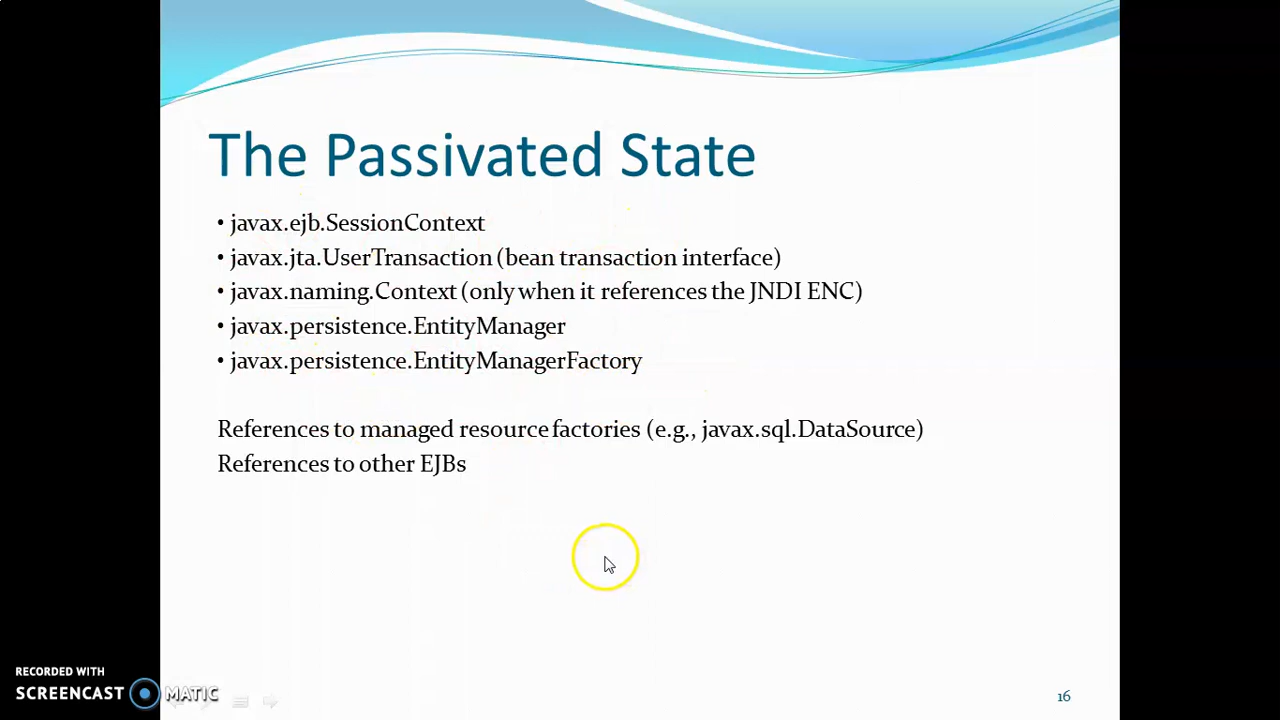 The Passivated State
• javax.ejb.SessionContext
• javax.jta.UserTransaction (bean transaction interface)
• javax.naming.Context (only when it references the JNDI ENC)
• javax.persistence.EntityManager
• javax.persistence.EntityManagerFactory
References to managed resource factories (e.g., javax.sql.DataSource)
References to other EJBs
RECORDED WITH
SCREENCAST MATIC
16